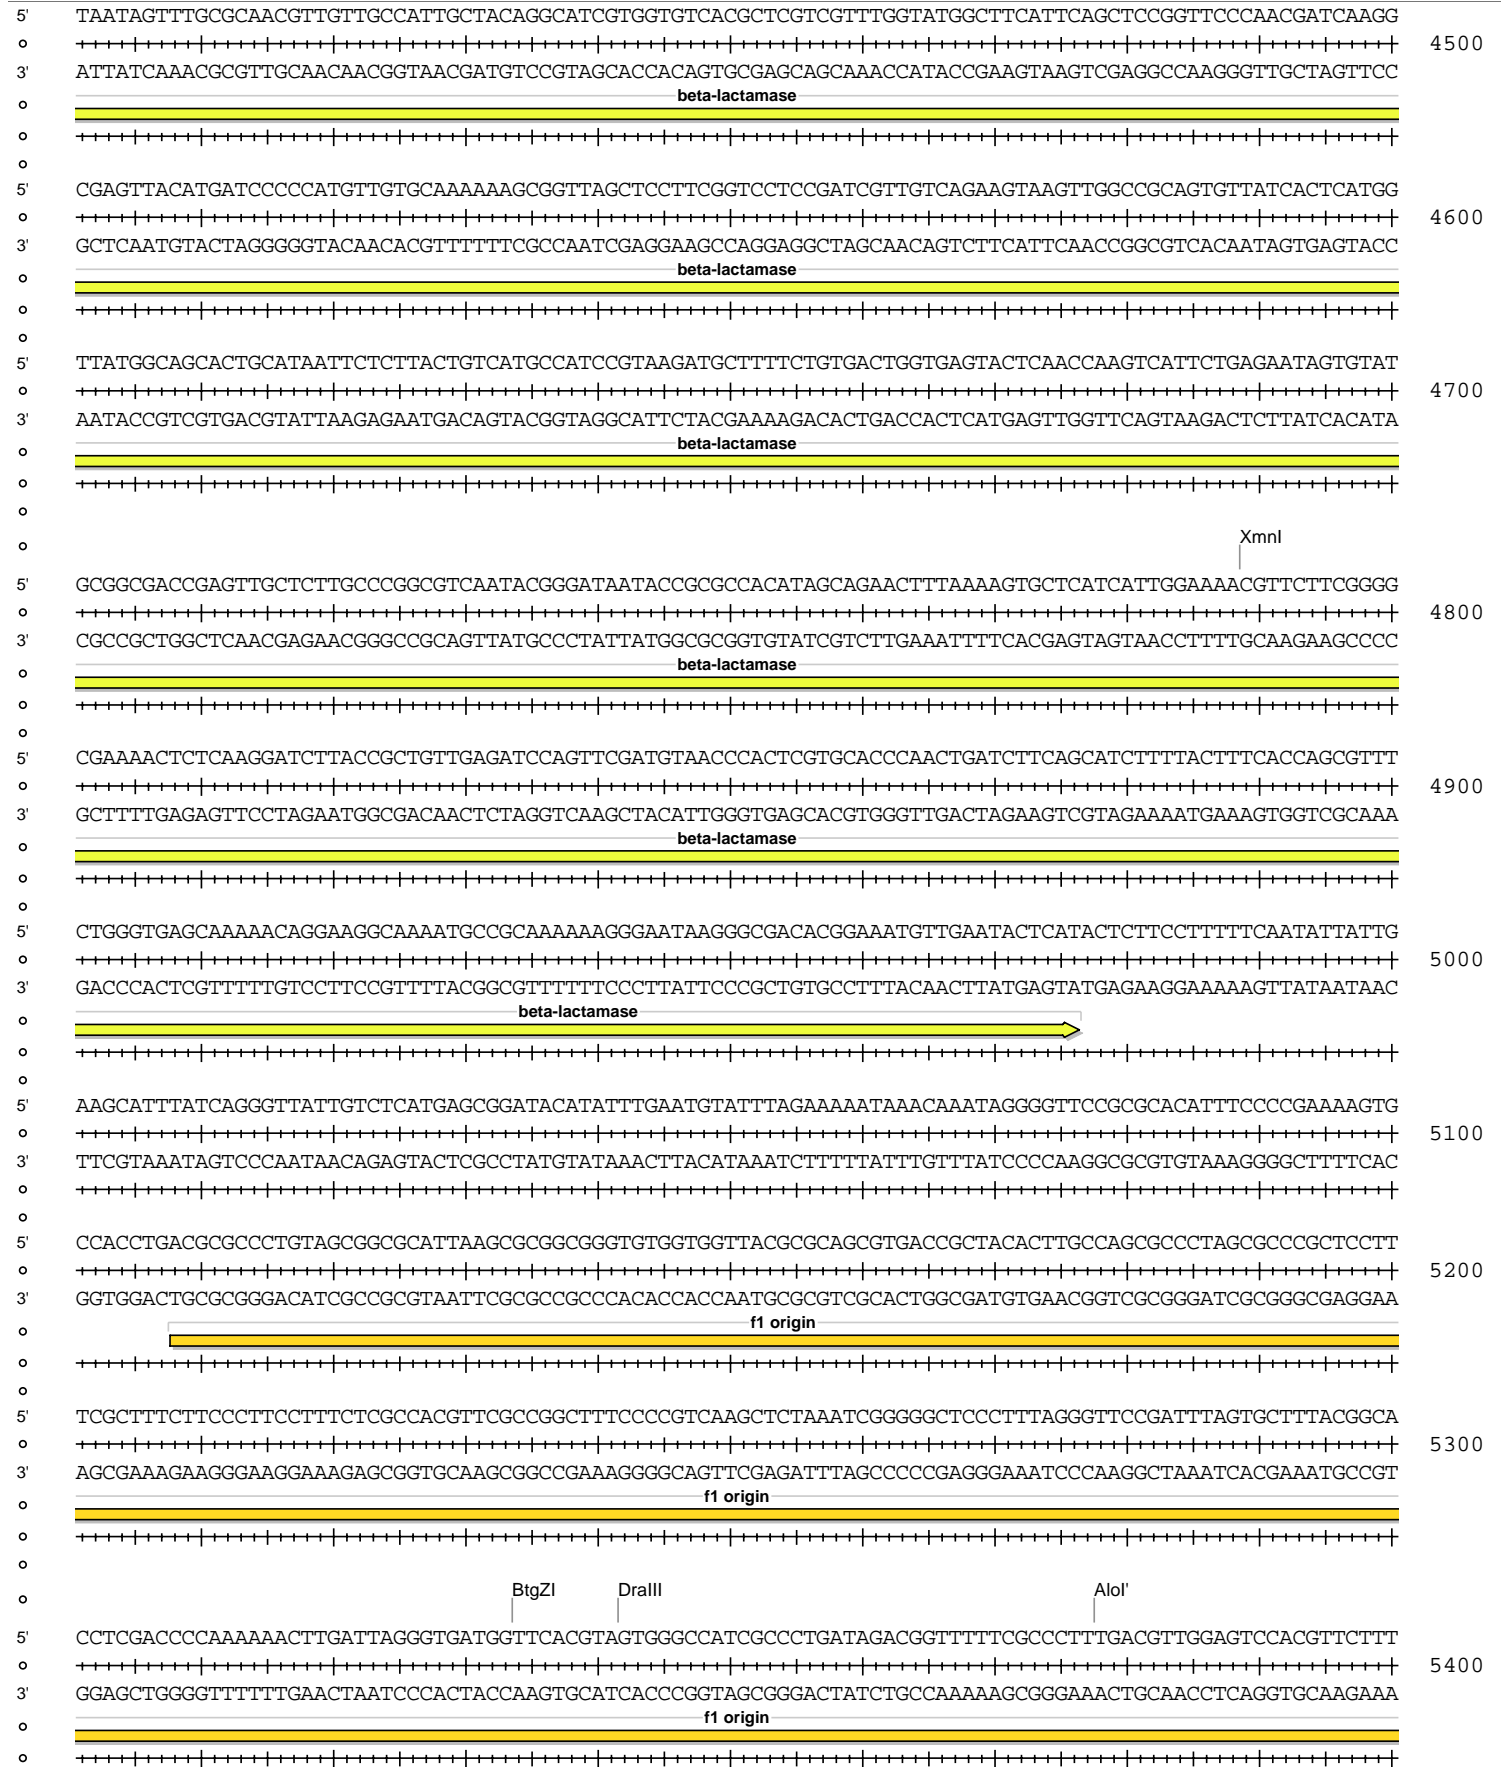 5' TAATAGTTTGCGCAACGTTGTTGCCATTGCTACAGGCATCGTGGTGTCACGCTCGTCGTTTGGTATGGCTTCATTCAGCTCCGGTTCCCAACGATCAAGG
4500
3' ATTATCAAACGCGTTGCAACAACGGTAACGATGTCCGTAGCACCACAGTGCGAGCAGCAAACCATACCGAAGTAAGTCGAGGCCAAGGGTTGCTAGTTCC
beta-lactamase
5' CGAGTTACATGATCCCCCATGTTGTGCAAAAAAGCGGTTAGCTCCTTCGGTCCTCCGATCGTTGTCAGAAGTAAGTTGGCCGCAGTGTTATCACTCATGG
4600
3' GCTCAATGTACTAGGGGGTACAACACGTTTTTTCGCCAATCGAGGAAGCCAGGAGGCTAGCAACAGTCTTCATTCAACCGGCGTCACAATAGTGAGTACC
beta-lactamase
5' TTATGGCAGCACTGCATAATTCTCTTACTGTCATGCCATCCGTAAGATGCTTTTCTGTGACTGGTGAGTACTCAACCAAGTCATTCTGAGAATAGTGTAT
4700
3' AATACCGTCGTGACGTATTAAGAGAATGACAGTACGGTAGGCATTCTACGAAAAGACACTGACCACTCATGAGTTGGTTCAGTAAGACTCTTATCACATA
beta-lactamase
XmnI
5' GCGGCGACCGAGTTGCTCTTGCCCGGCGTCAATACGGGATAATACCGCGCCACATAGCAGAACTTTAAAAGTGCTCATCATTGGAAAACGTTCTTCGGGG
4800
3' CGCCGCTGGCTCAACGAGAACGGGCCGCAGTTATGCCCTATTATGGCGCGGTGTATCGTCTTGAAATTTTCACGAGTAGTAACCTTTTGCAAGAAGCCCC
beta-lactamase
5' CGAAAACTCTCAAGGATCTTACCGCTGTTGAGATCCAGTTCGATGTAACCCACTCGTGCACCCAACTGATCTTCAGCATCTTTTACTTTCACCAGCGTTT
4900
3' GCTTTTGAGAGTTCCTAGAATGGCGACAACTCTAGGTCAAGCTACATTGGGTGAGCACGTGGGTTGACTAGAAGTCGTAGAAAATGAAAGTGGTCGCAAA
beta-lactamase
5' CTGGGTGAGCAAAAACAGGAAGGCAAAATGCCGCAAAAAAGGGAATAAGGGCGACACGGAAATGTTGAATACTCATACTCTTCCTTTTTCAATATTATTG
5000
3' GACCCACTCGTTTTTGTCCTTCCGTTTTACGGCGTTTTTTCCCTTATTCCCGCTGTGCCTTTACAACTTATGAGTATGAGAAGGAAAAAGTTATAATAAC
beta-lactamase
5' AAGCATTTATCAGGGTTATTGTCTCATGAGCGGATACATATTTGAATGTATTTAGAAAAATAAACAAATAGGGGTTCCGCGCACATTTCCCCGAAAAGTG
5100
3' TTCGTAAATAGTCCCAATAACAGAGTACTCGCCTATGTATAAACTTACATAAATCTTTTTATTTGTTTATCCCCAAGGCGCGTGTAAAGGGGCTTTTCAC
5' CCACCTGACGCGCCCTGTAGCGGCGCATTAAGCGCGGCGGGTGTGGTGGTTACGCGCAGCGTGACCGCTACACTTGCCAGCGCCCTAGCGCCCGCTCCTT
5200
3' GGTGGACTGCGCGGGACATCGCCGCGTAATTCGCGCCGCCCACACCACCAATGCGCGTCGCACTGGCGATGTGAACGGTCGCGGGATCGCGGGCGAGGAA
f1 origin
5' TCGCTTTCTTCCCTTCCTTTCTCGCCACGTTCGCCGGCTTTCCCCGTCAAGCTCTAAATCGGGGGCTCCCTTTAGGGTTCCGATTTAGTGCTTTACGGCA
5300
3' AGCGAAAGAAGGGAAGGAAAGAGCGGTGCAAGCGGCCGAAAGGGGCAGTTCGAGATTTAGCCCCCGAGGGAAATCCCAAGGCTAAATCACGAAATGCCGT
f1 origin
BtgZI DraIII AloI'
5' CCTCGACCCCAAAAAACTTGATTAGGGTGATGGTTCACGTAGTGGGCCATCGCCCTGATAGACGGTTTTTCGCCCTTTGACGTTGGAGTCCACGTTCTTT
5400
3' GGAGCTGGGGTTTTTTGAACTAATCCCACTACCAAGTGCATCACCCGGTAGCGGGACTATCTGCCAAAAAGCGGGAAACTGCAACCTCAGGTGCAAGAAA
f1 origin